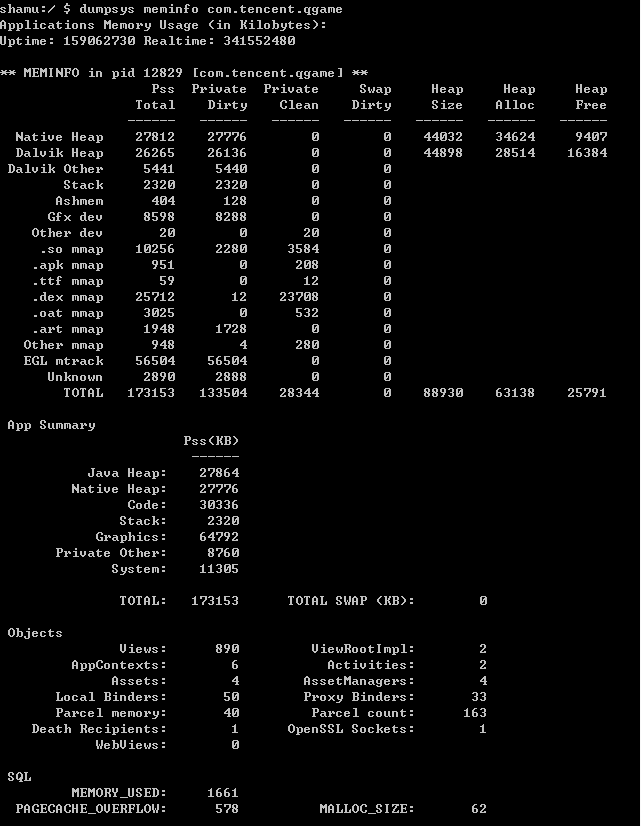 shamu:/ $ dumpsys meminfo com.tencent.qgame
Applications Memory Usage (in Kilobytes):
Uptime: 159062730 Realtime: 341552480
** MEMINFO in pid 12829 [com.tencent.qgame] **
Pss Private Private Swap Heap Heap Heap
Total Dirty Clean Dirty Size Alloc Free
------ ------ ------ ------ ------ ------ ------
Native Heap 27812 27776 0 0 44032 34624 9407
Dalvik Heap 26265 26136 0 0 44898 28514 16384
Dalvik Other 5441 5440 0 0
Stack 2320 2320 0 0
Ashmem 404 128 0 0
Gfx dev 8598 8288 0 0
Other dev 20 0 20 0
.so mmap 10256 2280 3584 0
.apk mmap 951 0 208 0
.ttf mmap 59 0 12 0
.dex mmap 25712 12 23708 0
.oat mmap 3025 0 532 0
.art mmap 1948 1728 0 0
Other mmap 948 4 280 0
EGL mtrack 56504 56504 0 0
Unknown 2890 2888 0 0
TOTAL 173153 133504 28344 0 88930 63138 25791
App Summary
Pss(KB)
------
Java Heap: 27864
Native Heap: 27776
Code: 30336
Stack: 2320
Graphics: 64792
Private Other: 8760
System: 11305
TOTAL: 173153 TOTAL SWAP (KB): 0
Objects
Views: 890 ViewRootImpl: 2
AppContexts: 6 Activities: 2
Assets: 4 AssetManagers: 4
Local Binders: 50 Proxy Binders: 33
Parcel memory: 40 Parcel count: 163
Death Recipients: 1 OpenSSL Sockets: 1
WebViews: 0
SQL
MEMORY_USED: 1661
PAGECACHE_OVERFLOW: 578 MALLOC_SIZE: 62